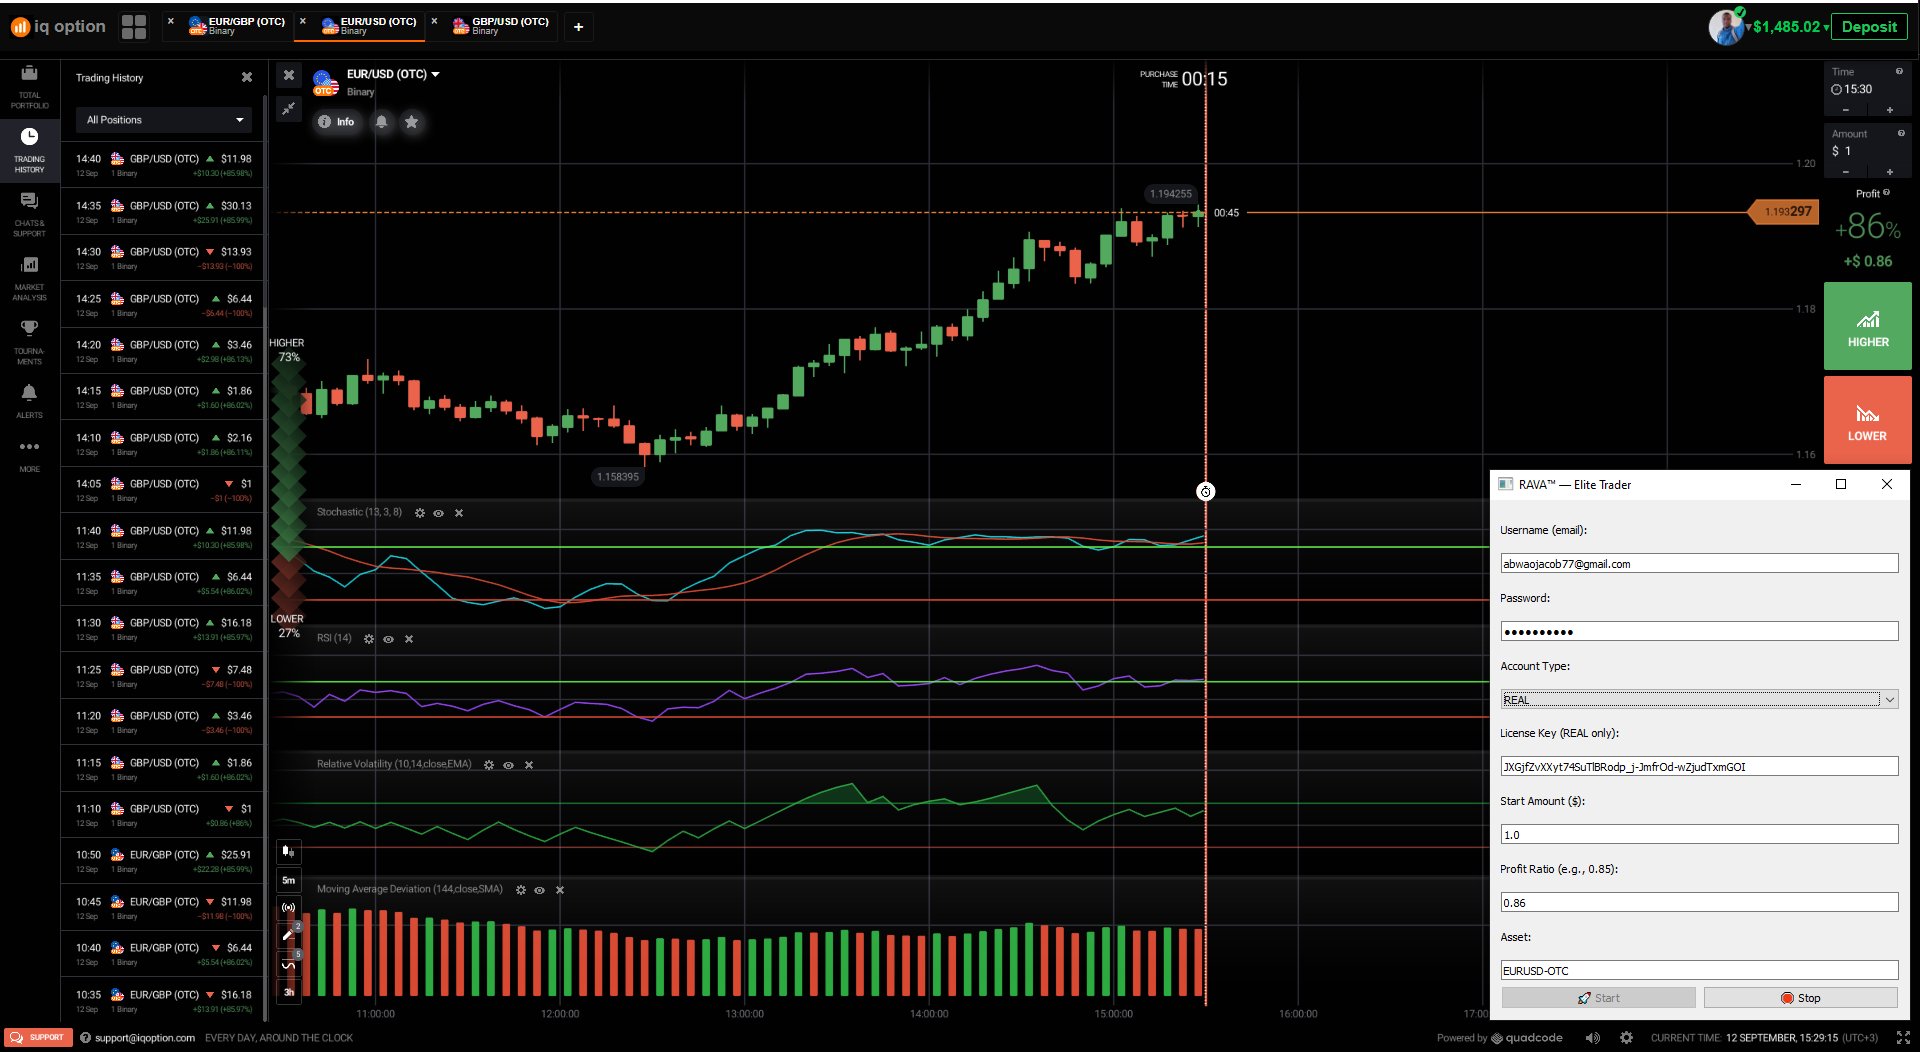 iq option
EUR/GBP (OTC)
Binary
EUR/USD (OTC)
Binary
GBP/USD (OTC)
Binary
+
$1,485.02
Deposit
TOTAL
PORTFOLIO
TRADING
HISTORY
CHATS &
SUPPORT
MARKET
ANALYSIS
TOURNA-
MENTS
ALERTS
MORE
Trading History
All Positions
14:40 GBP/USD (OTC) $11.98
12 Sep 1 Binary +$10.30 (+85.98%)
14:35 GBP/USD (OTC) $30.13
12 Sep 1 Binary +$25.91 (+85.99%)
14:30 GBP/USD (OTC) $13.93
12 Sep 1 Binary -$13.93 (-100%)
14:25 GBP/USD (OTC) $6.44
12 Sep 1 Binary -$6.44 (-100%)
14:20 GBP/USD (OTC) $3.46
12 Sep 1 Binary +$2.98 (+86.13%)
14:15 GBP/USD (OTC) $1.86
12 Sep 1 Binary +$1.60 (+86.02%)
14:10 GBP/USD (OTC) $2.16
12 Sep 1 Binary +$1.86 (+86.11%)
14:05 GBP/USD (OTC) $1
12 Sep 1 Binary -$1 (-100%)
11:40 GBP/USD (OTC) $11.98
12 Sep 1 Binary +$10.30 (+85.98%)
11:35 GBP/USD (OTC) $6.44
12 Sep 1 Binary +$5.54 (+86.02%)
11:30 GBP/USD (OTC) $16.18
12 Sep 1 Binary +$13.91 (+85.97%)
11:25 GBP/USD (OTC) $7.48
12 Sep 1 Binary -$7.48 (-100%)
11:20 GBP/USD (OTC) $3.46
12 Sep 1 Binary -$3.46 (-100%)
11:15 GBP/USD (OTC) $1.86
12 Sep 1 Binary +$1.60 (+86.02%)
11:10 GBP/USD (OTC) $1
12 Sep 1 Binary +$0.86 (+86%)
10:50 EUR/GBP (OTC) $25.91
12 Sep 1 Binary +$22.28 (+85.99%)
10:45 EUR/GBP (OTC) $11.98
12 Sep 1 Binary -$11.98 (-100%)
10:40 EUR/GBP (OTC) $6.44
12 Sep 1 Binary +$5.54 (+86.02%)
10:35 EUR/GBP (OTC) $16.18
12 Sep 1 Binary +$13.91 (+85.97%)
EUR/USD (OTC)
OTC
Binary
Info
PURCHASE
TIME
00:15
1.20
1.194255
00:45
1.193297
1.18
1.16
1.158395
HIGHER
73%
LOWER
27%
Stochastic (13, 3, 8)
RSI (14)
Relative Volatility (10,14,close,EMA)
Moving Average Deviation (144,close,SMA)
5m
2
5
3h
11:00:00
12:00:00
13:00:00
14:00:00
15:00:00
16:00:00
17:00
Time
15:30
- +
Amount
$ 1
- +
Profit
+86%
+$ 0.86
HIGHER
LOWER
RAVA™ — Elite Trader
Username (email):
abwaojacob77@gmail.com
Password:
●●●●●●●●●●
Account Type:
REAL
License Key (REAL only):
JXGjfZvXXyt74SuTlBRodp_j-JmfrOd-wZjudTxmGOI
Start Amount ($):
1.0
Profit Ratio (e.g., 0.85):
0.86
Asset:
EURUSD-OTC
Start
Stop
SUPPORT
support@iqoption.com
EVERY DAY, AROUND THE CLOCK
Powered by quadcode
CURRENT TIME: 12 SEPTEMBER, 15:29:15 (UTC+3)